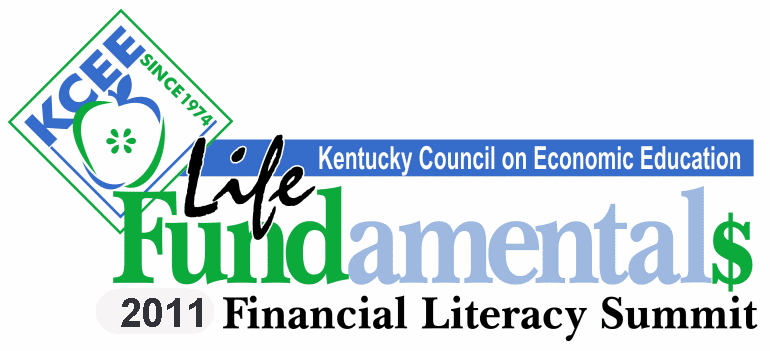 KCEE
SINCE 1974
Kentucky Council on Economic Education
Life
Fundamental$
2011 Financial Literacy Summit